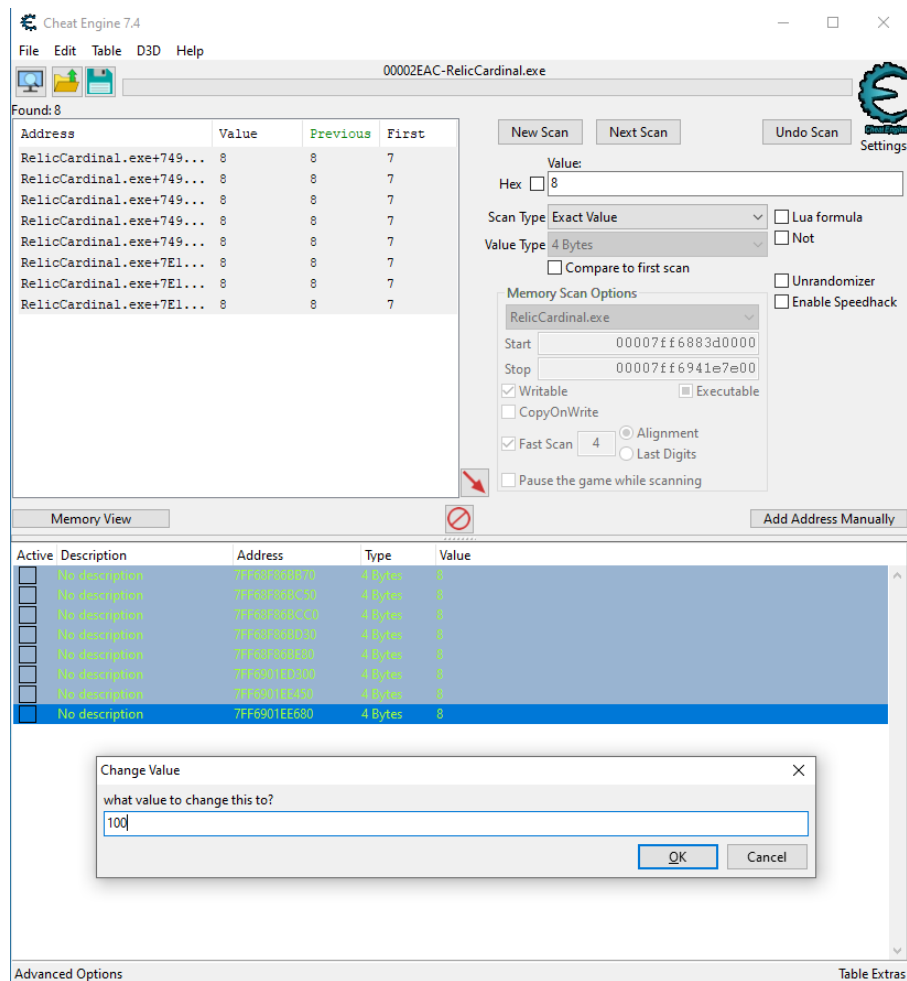 Cheat Engine 7.4
File Edit Table D3D Help
00002EAC-RelicCardinal.exe
Found: 8
Address Value Previous First
RelicCardinal.exe+749... 8 8 7
RelicCardinal.exe+749... 8 8 7
RelicCardinal.exe+749... 8 8 7
RelicCardinal.exe+749... 8 8 7
RelicCardinal.exe+749... 8 8 7
RelicCardinal.exe+7E1... 8 8 7
RelicCardinal.exe+7E1... 8 8 7
RelicCardinal.exe+7E1... 8 8 7
New Scan Next Scan Undo Scan
Cheat Engine
Settings
Value:
Hex 8
Scan Type Exact Value
Lua formula
Value Type 4 Bytes
Not
Compare to first scan
Unrandomizer
Enable Speedhack
Memory Scan Options
RelicCardinal.exe
Start 00007ff6883d0000
Stop 00007ff6941e7e00
Writable Executable
CopyOnWrite
Fast Scan 4 Alignment
Last Digits
Pause the game while scanning
Memory View Add Address Manually
Active Description Address Type Value
No description 7FF68F86BB70 4 Bytes 8
No description 7FF68F86BC50 4 Bytes 8
No description 7FF68F86BCC0 4 Bytes 8
No description 7FF68F86BD30 4 Bytes 8
No description 7FF68F86BE80 4 Bytes 8
No description 7FF6901ED300 4 Bytes 8
No description 7FF6901EE450 4 Bytes 8
No description 7FF6901EE680 4 Bytes 8
Change Value
what value to change this to?
100
OK Cancel
Advanced Options Table Extras